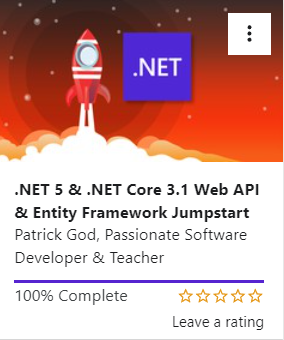 .NET
.NET 5 & .NET Core 3.1 Web API
& Entity Framework Jumpstart
Patrick God, Passionate Software
Developer & Teacher
100% Complete
Leave a rating